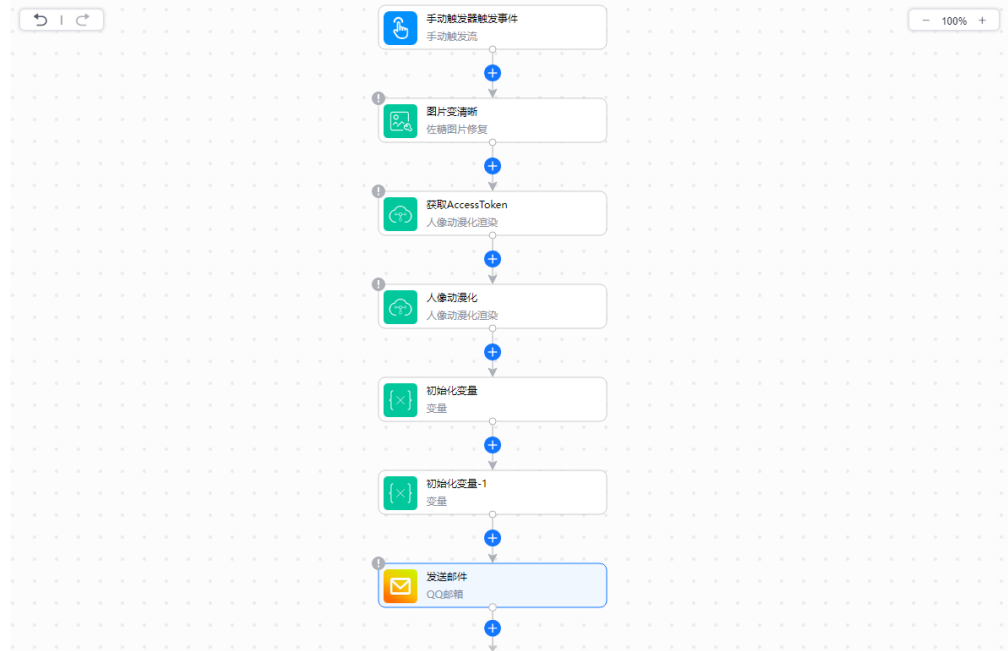 100%
手动触发器触发事件
手动触发流
图片变清晰
佐糖图片修复
获取AccessToken
人像动漫化渲染
人像动漫化
人像动漫化渲染
初始化变量
变量
初始化变量-1
变量
发送邮件
QQ邮箱